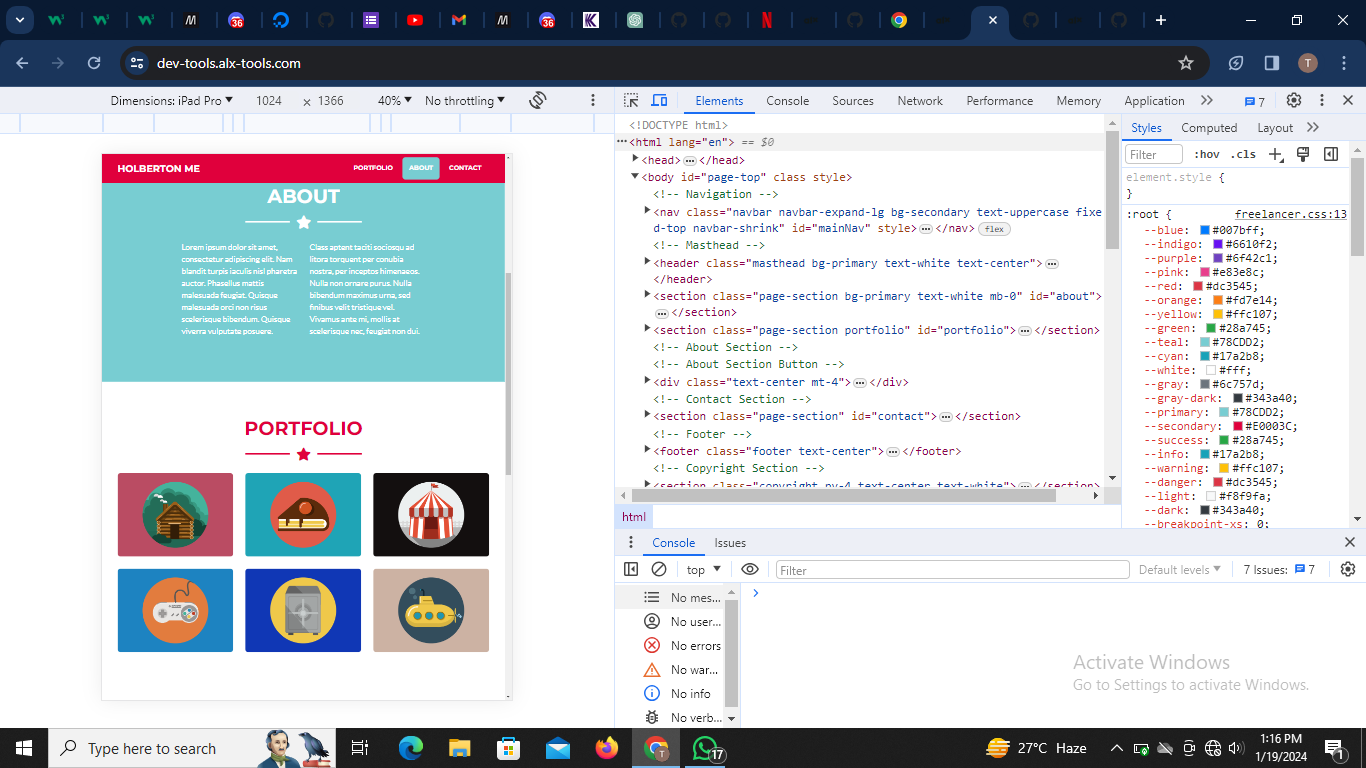 36
36
dev-tools.alx-tools.com
T
Dimensions: iPad Pro 1024 × 1366 40% No throttling
Elements Console Sources Network Performance Memory Application 7
HOLBERTON ME PORTFOLIO ABOUT CONTACT
ABOUT
Lorem ipsum dolor sit amet,
consectetur adipiscing elit. Nam
blandit turpis iaculis nisl pharetra
auctor. Phasellus mattis
malesuada feugiat. Quisque
malesuada orci non risus
scelerisque bibendum. Quisque
viverra vulputate posuere.
Class aptent taciti sociosqu ad
litora torquent per conubia
nostra, per inceptos himenaeos.
Nulla non ornare purus. Nulla
bibendum maximus urna, sed
finibus velit tristique vel.
Vivamus ante mi, mollis at
scelerisque nec, feugiat non dui.
PORTFOLIO
<!DOCTYPE html>
<html lang="en"> == $0
<head> </head>
<body id="page-top" class style>
<!-- Navigation -->
<nav class="navbar navbar-expand-lg bg-secondary text-uppercase fixe
d-top navbar-shrink" id="mainNav" style> </nav> flex
<!-- Masthead -->
<header class="masthead bg-primary text-white text-center">
</header>
<section class="page-section bg-primary text-white mb-0" id="about">
</section>
<section class="page-section portfolio" id="portfolio"> </section>
<!-- About Section -->
<!-- About Section Button -->
<div class="text-center mt-4"> </div>
<!-- Contact Section -->
<section class="page-section" id="contact"> </section>
<!-- Footer -->
<footer class="footer text-center"> </footer>
<!-- Copyright Section -->
<section class="copyright py-4 text-center text-white"> </section>
html
Styles Computed Layout
Filter :hov .cls
element.style {
}
:root { freelancer.css:13
--blue: #007bff;
--indigo: #6610f2;
--purple: #6f42c1;
--pink: #e83e8c;
--red: #dc3545;
--orange: #fd7e14;
--yellow: #ffc107;
--green: #28a745;
--teal: #78CDD2;
--cyan: #17a2b8;
--white: #fff;
--gray: #6c757d;
--gray-dark: #343a40;
--primary: #78CDD2;
--secondary: #E0003C;
--success: #28a745;
--info: #17a2b8;
--warning: #ffc107;
--danger: #dc3545;
--light: #f8f9fa;
--dark: #343a40;
--breakpoint-xs: 0;
Console Issues
top Filter Default levels 7 Issues: 7
No mes...
No user...
No errors
No war...
No info
No verb...
Activate Windows
Go to Settings to activate Windows.
Type here to search
T
17
27°C Haze
1:16 PM
1/19/2024
1